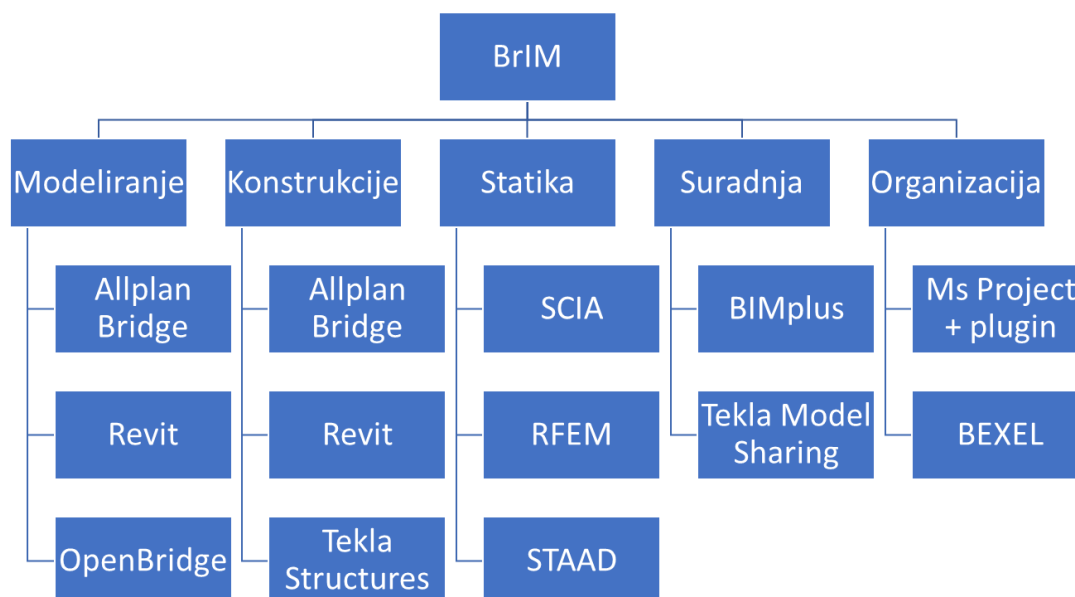 BrIM
Modeliranje
Konstrukcije
Statika
Suradnja
Organizacija
Allplan
Bridge
Allplan
Bridge
SCIA
BIMplus
Ms Project
+ plugin
Revit
Revit
RFEM
Tekla Model
Sharing
BEXEL
OpenBridge
Tekla
Structures
STAAD